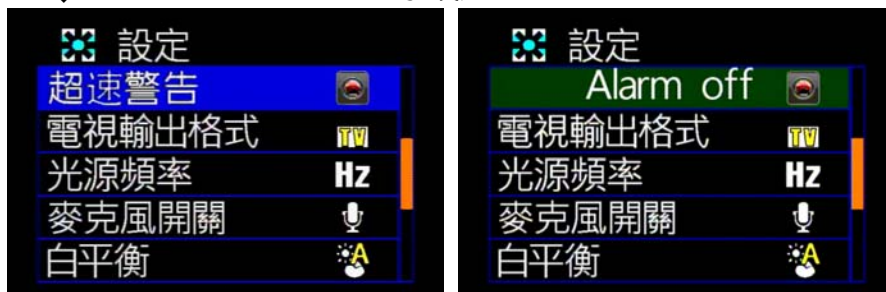 設定
超速警告
電視輸出格式 TV
光源頻率 Hz
麥克風開關
白平衡 A
設定
Alarm off
電視輸出格式 TV
光源頻率 Hz
麥克風開關
白平衡 A